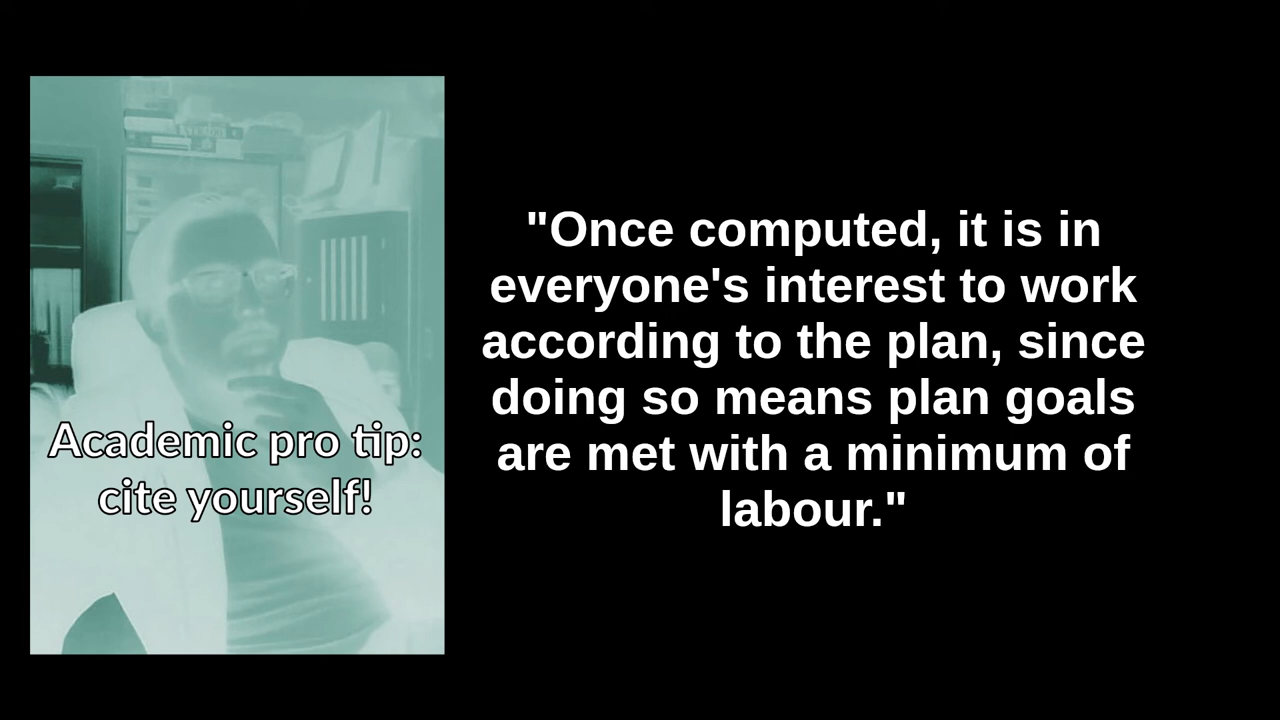 Academic pro tip:
cite yourself!
"Once computed, it is in
everyone's interest to work
according to the plan, since
doing so means plan goals
are met with a minimum of
labour."